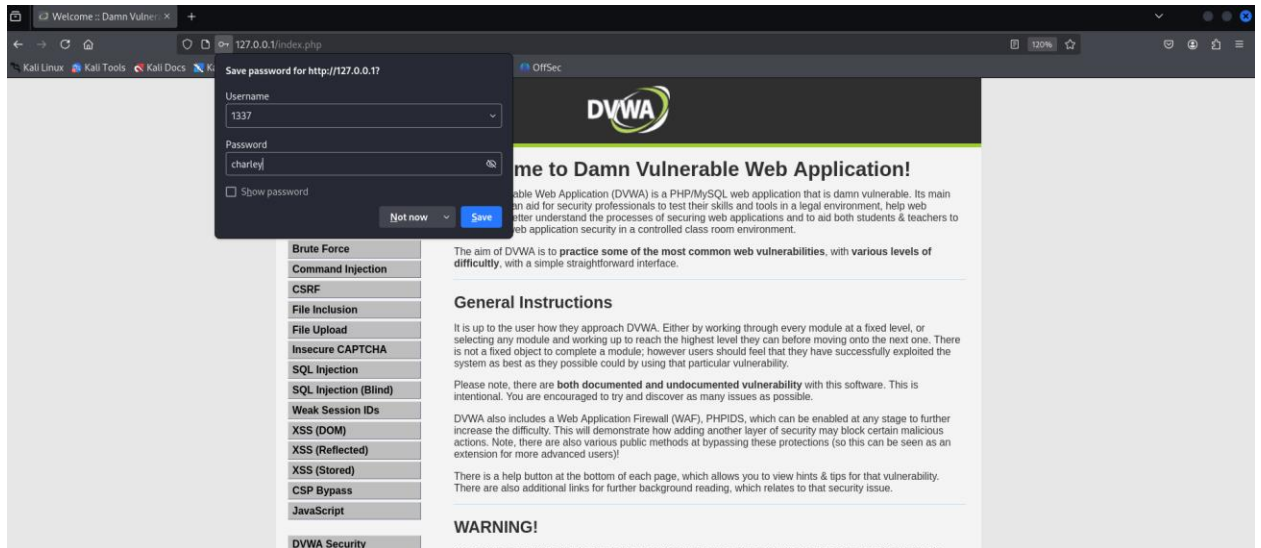 Welcome :: Damn Vulner
127.0.0.1/index.php
120%
Kali Linux Kali Tools Kali Docs OffSec
Save password for http://127.0.0.1?
Username
1337
Password
charley
Show password
Not now Save
DVWA
me to Damn Vulnerable Web Application!
able Web Application (DVWA) is a PHP/MySQL web application that is damn vulnerable. Its main
an aid for security professionals to test their skills and tools in a legal environment, help web
etter understand the processes of securing web applications and to aid both students & teachers to
eb application security in a controlled class room environment.
The aim of DVWA is to practice some of the most common web vulnerabilities, with various levels of
difficultly, with a simple straightforward interface.
General Instructions
It is up to the user how they approach DVWA. Either by working through every module at a fixed level, or
selecting any module and working up to reach the highest level they can before moving onto the next one. There
is not a fixed object to complete a module; however users should feel that they have successfully exploited the
system as best as they possible could by using that particular vulnerability.
Please note, there are both documented and undocumented vulnerability with this software. This is
intentional. You are encouraged to try and discover as many issues as possible.
DVWA also includes a Web Application Firewall (WAF), PHPIDS, which can be enabled at any stage to further
increase the difficulty. This will demonstrate how adding another layer of security may block certain malicious
actions. Note, there are also various public methods at bypassing these protections (so this can be seen as an
extension for more advanced users)!
There is a help button at the bottom of each page, which allows you to view hints & tips for that vulnerability.
There are also additional links for further background reading, which relates to that security issue.
WARNING!
Brute Force
Command Injection
CSRF
File Inclusion
File Upload
Insecure CAPTCHA
SQL Injection
SQL Injection (Blind)
Weak Session IDs
XSS (DOM)
XSS (Reflected)
XSS (Stored)
CSP Bypass
JavaScript
DVWA Security